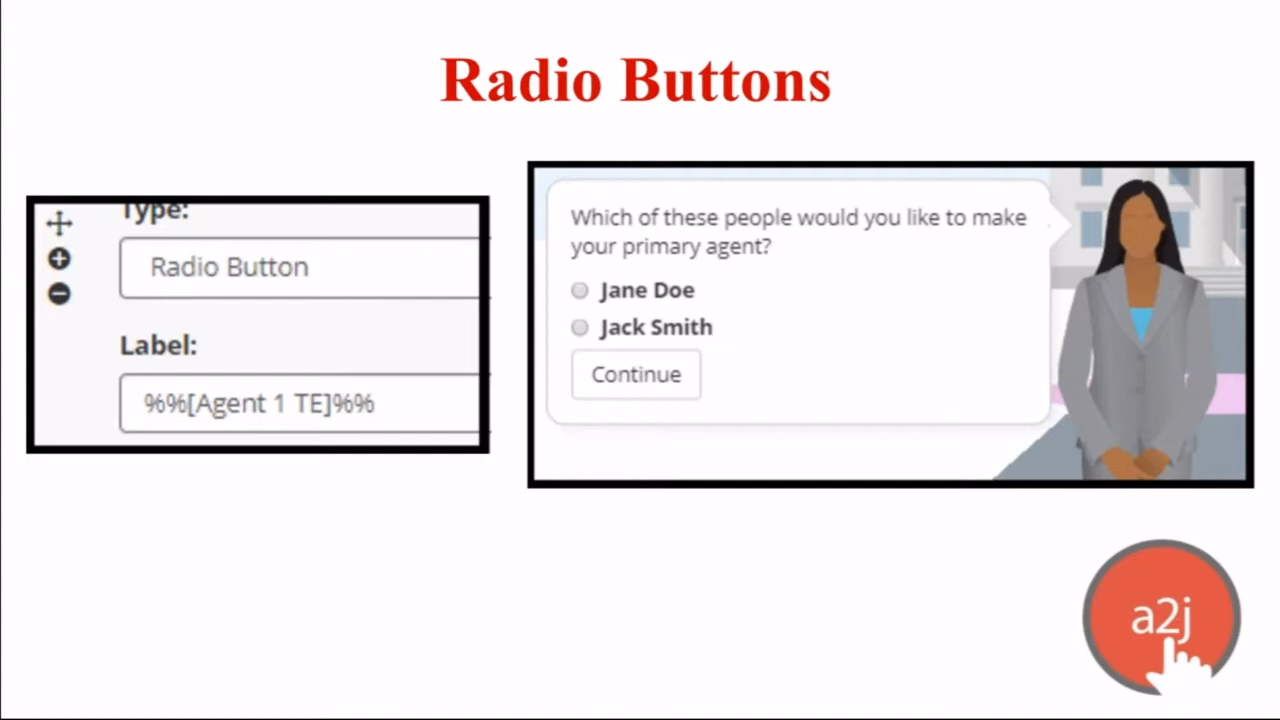 Radio Buttons
Type:
Radio Button
Label:
%%[Agent 1 TE]%%
Which of these people would you like to make
your primary agent?
Jane Doe
Jack Smith
Continue
a2j